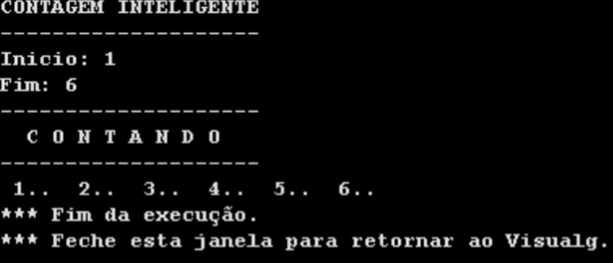 CONTAGEM INTELIGENTE
--------------------
Inicio: 1
Fim: 6
--------------------
  C O N T A N D O
--------------------
 1..  2..  3..  4..  5..  6..
*** Fim da execução.
*** Feche esta janela para retornar ao Visualg.